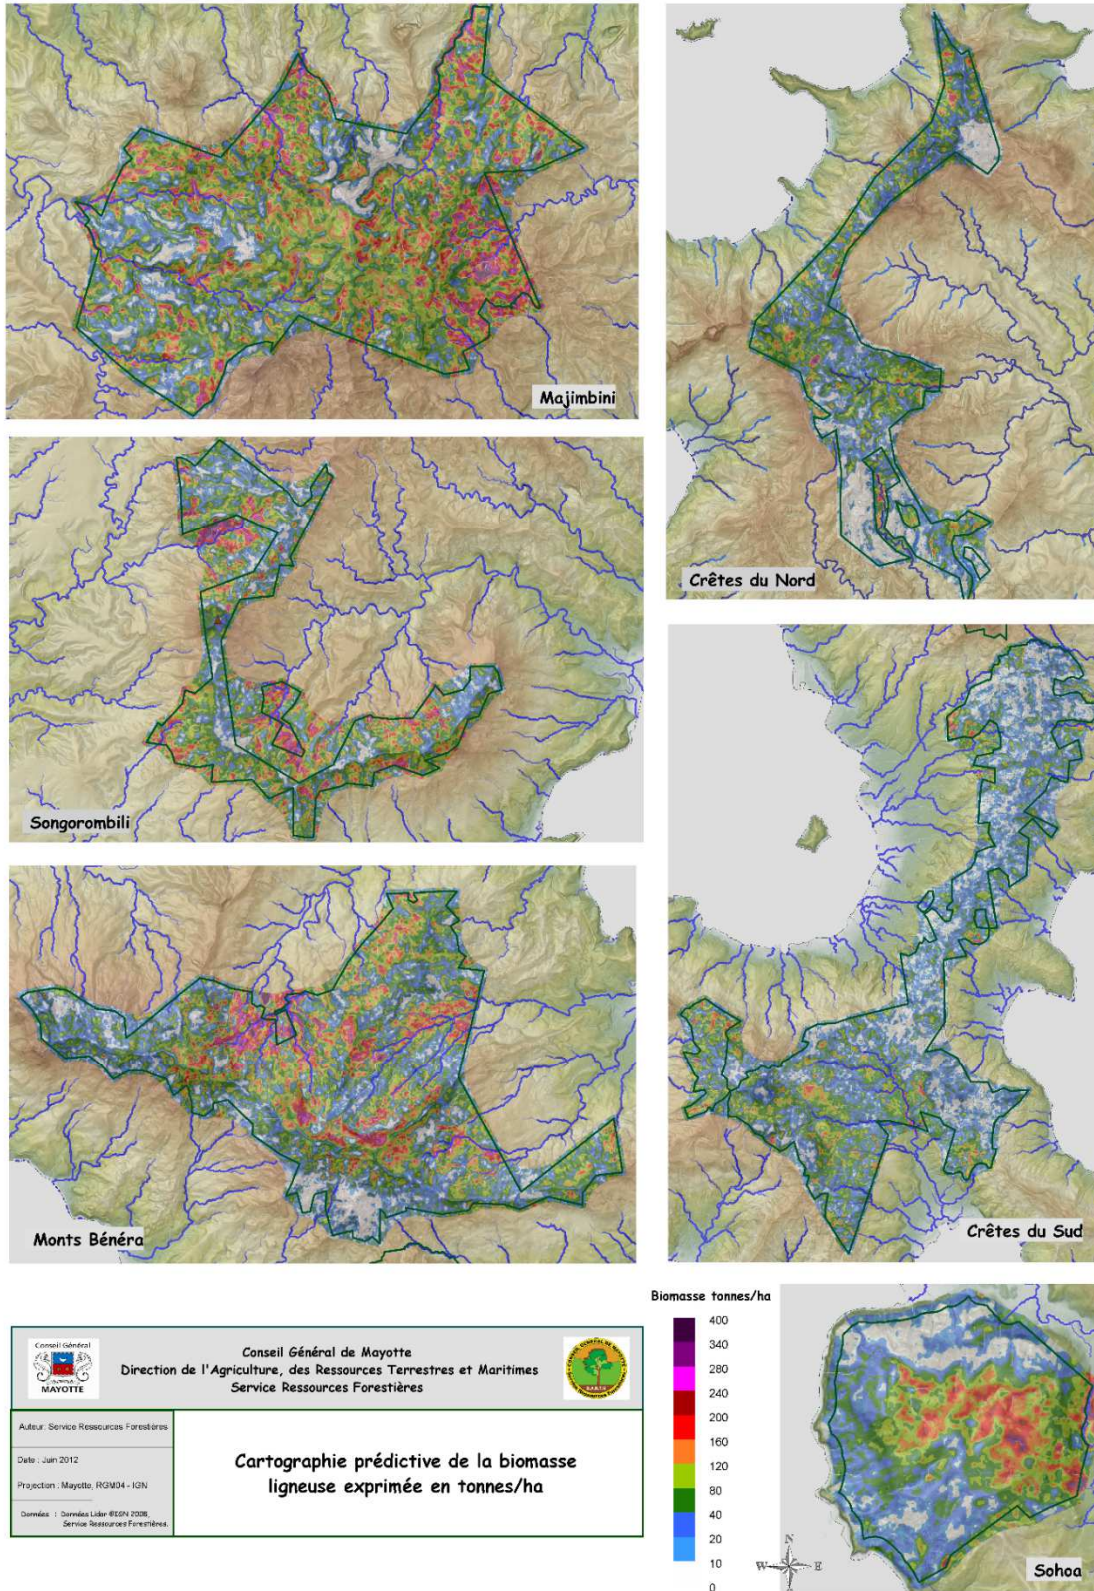 Majimbini
Crêtes du Nord
Songorombili
Crêtes du Sud
Monts Bénéra
Biomasse tonnes/ha
400
340
280
240
200
160
120
80
40
20
10
0
N
W
E
S
Sohoa
Conseil Général
MAYOTTE
Conseil Général de Mayotte
Direction de l'Agriculture, des Ressources Terrestres et Maritimes
Service Ressources Forestières
Auteur: Service Ressources Forestières
Date : Juin 2012
Projection : Mayotte, RGM04 - IGN
Données : Données Lidar ©IGN 2008,
Service Ressources Forestières.
Cartographie prédictive de la biomasse
ligneuse exprimée en tonnes/ha